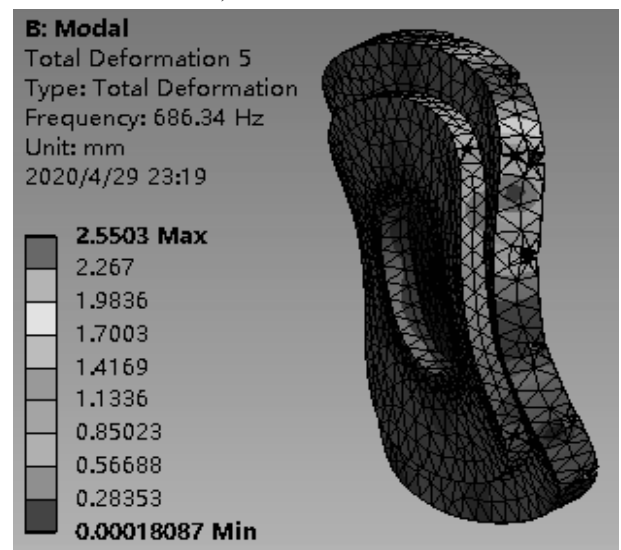 B: Modal
Total Deformation 5
Type: Total Deformation
Frequency: 686.34 Hz
Unit: mm
2020/4/29 23:19
2.5503 Max
2.267
1.9836
1.7003
1.4169
1.1336
0.85023
0.56688
0.28353
0.00018087 Min